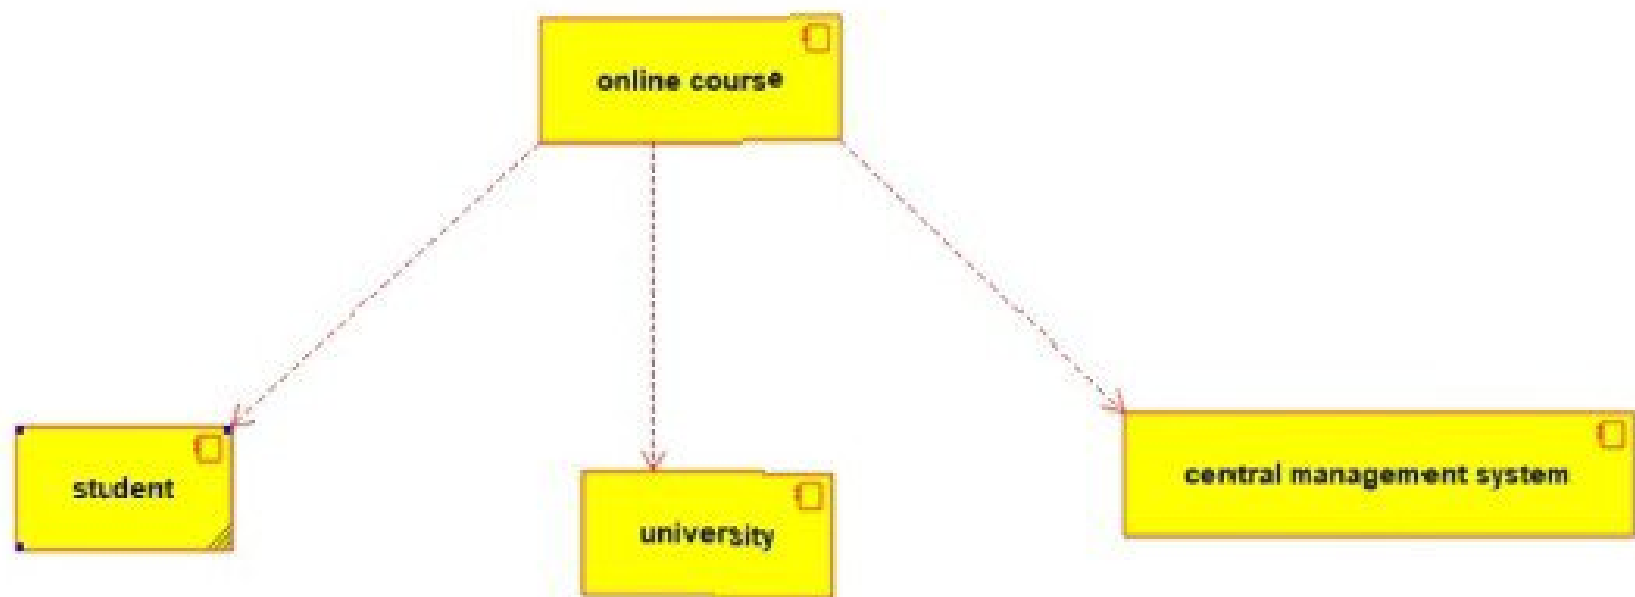 online course
student
university
central management system